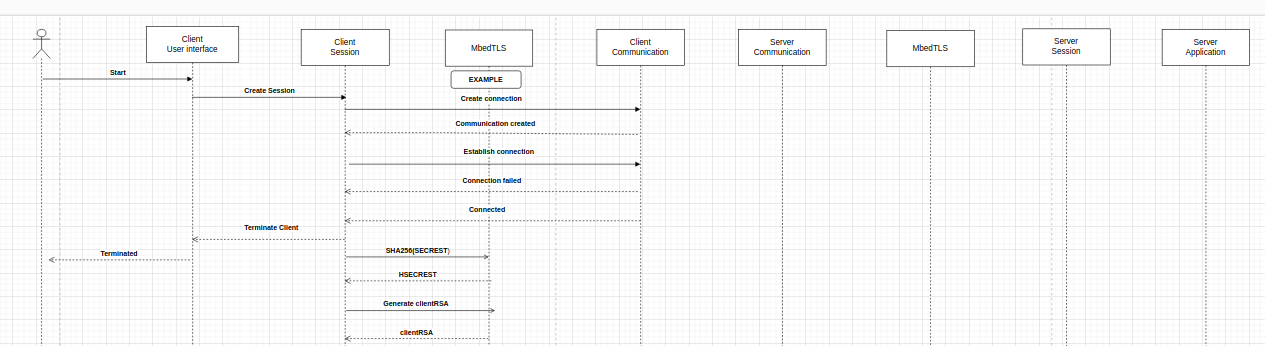 Client
User interface
Client
Session
MbedTLS
Client
Communication
Server
Communication
MbedTLS
Server
Session
Server
Application
Start
EXAMPLE
Create Session
Create connection
Communication created
Establish connection
Connection failed
Connected
Terminate Client
Terminated
SHA256(SECREST)
HSECREST
Generate clientRSA
clientRSA